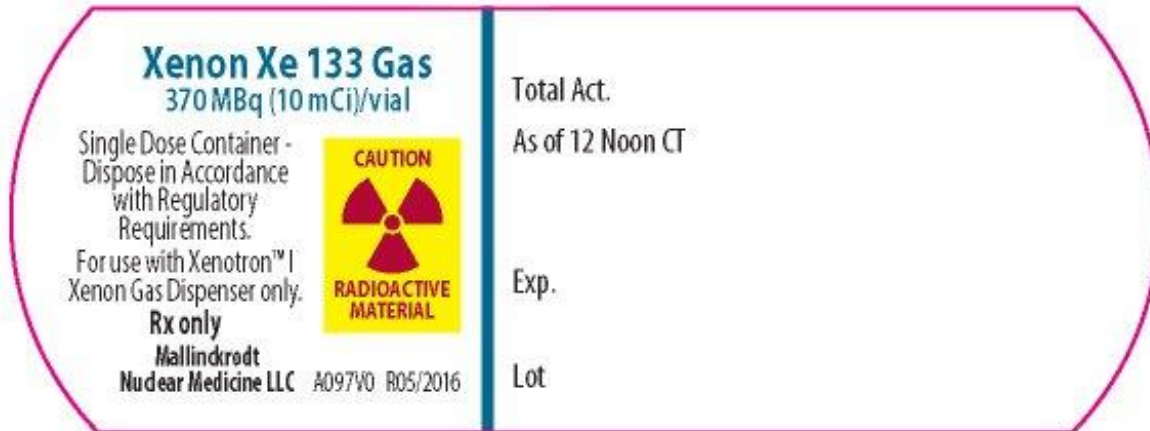 Xenon Xe 133 Gas
370 MBq (10 mCi)/vial
Single Dose Container -
Dispose in Accordance
with Regulatory
Requirements.
For use with Xenotron™ I
Xenon Gas Dispenser only.
Rx only
Mallinckrodt
Nuclear Medicine LLC A097V0 R05/2016
CAUTION
RADIOACTIVE
MATERIAL
Total Act.
As of 12 Noon CT
Exp.
Lot